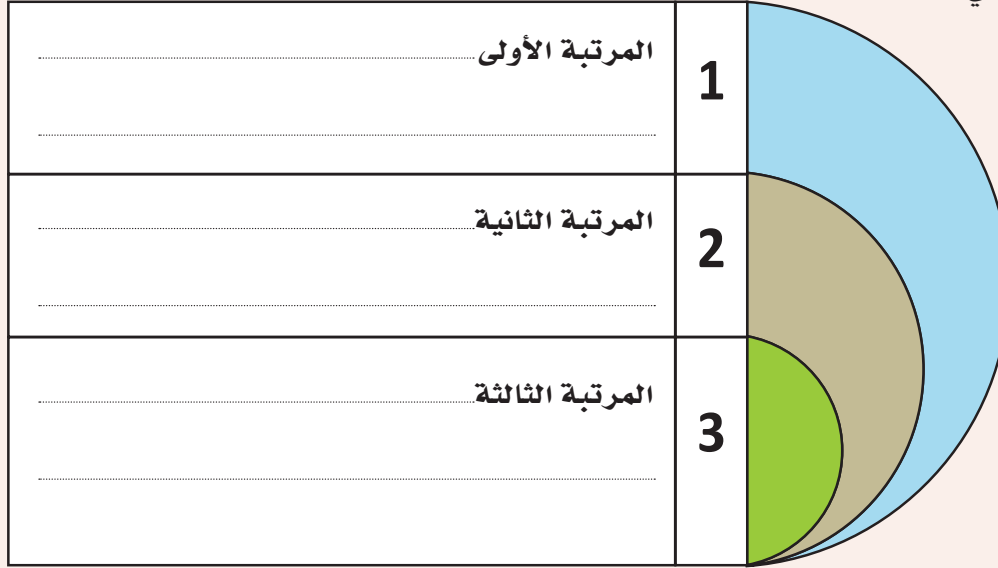 المرتبة الأولى
1
المرتبة الثانية
2
المرتبة الثالثة
3